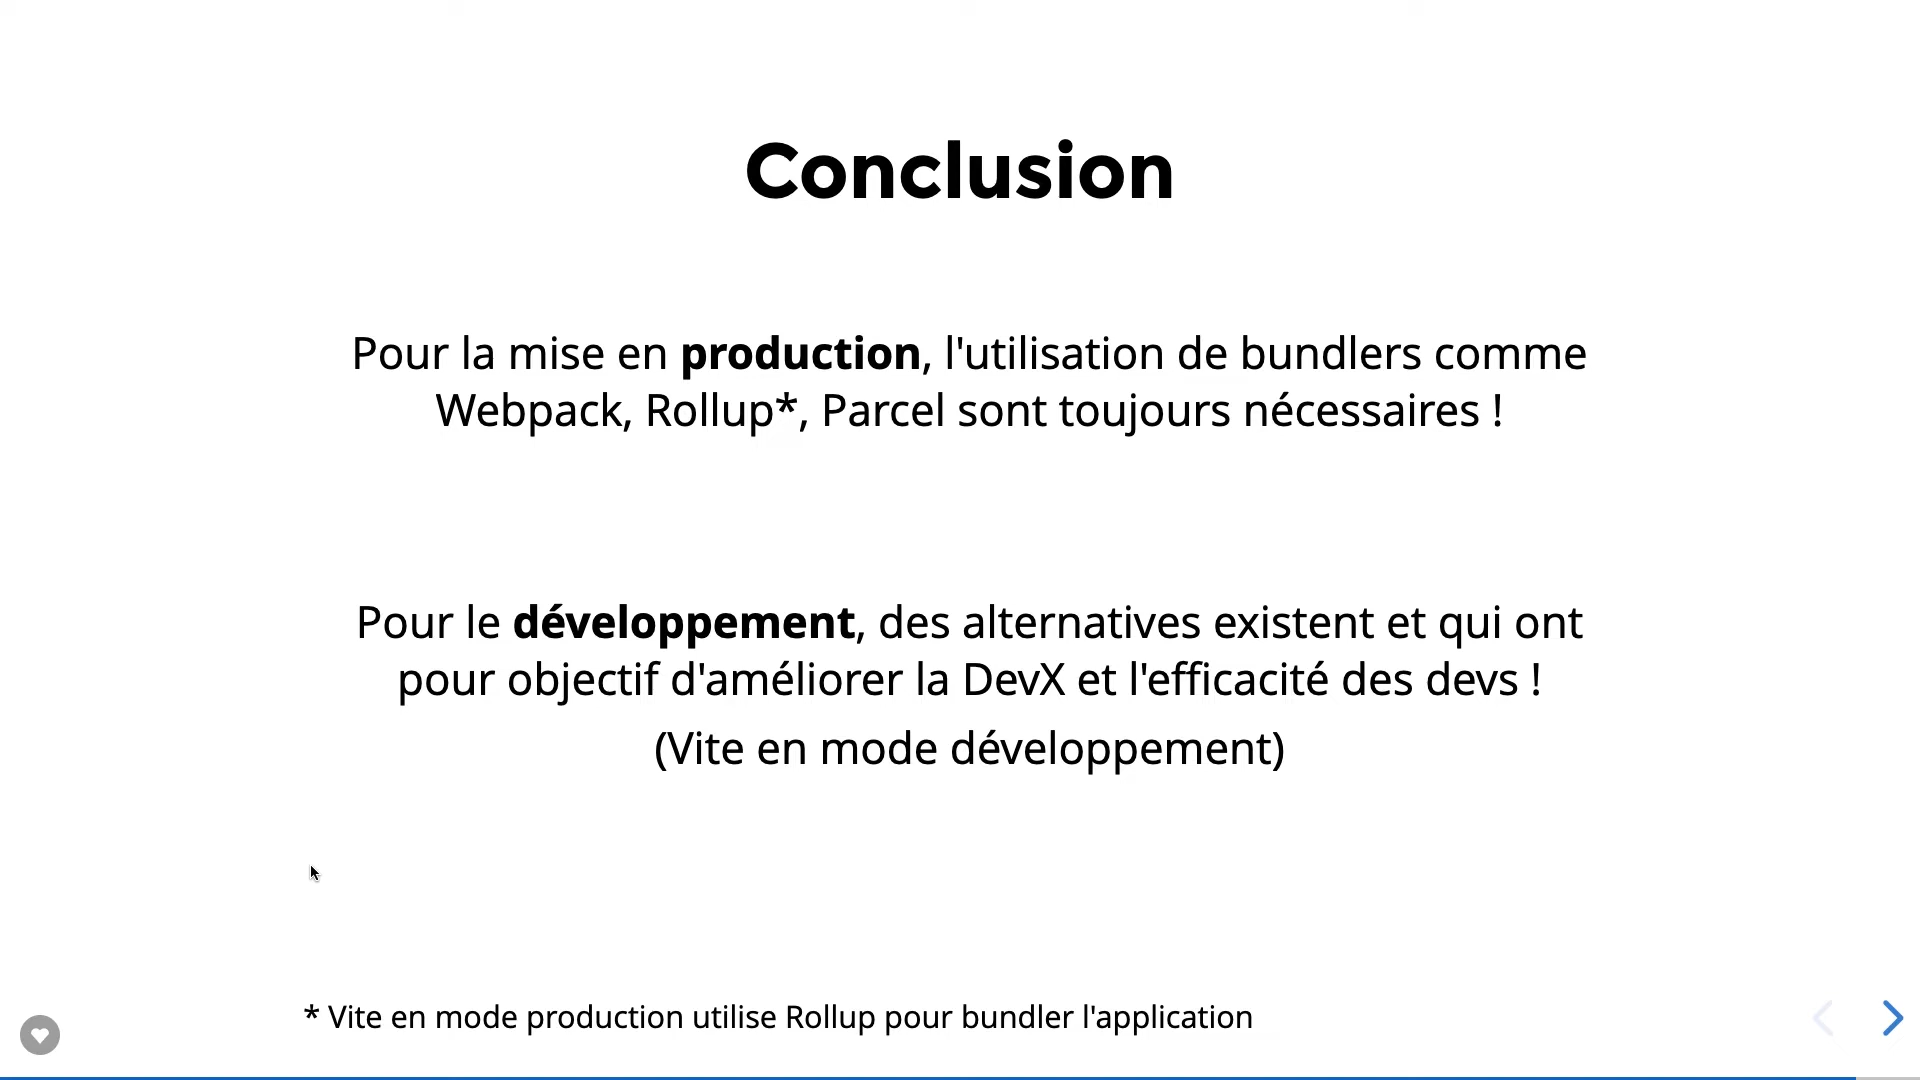 Conclusion
Pour la mise en production, l'utilisation de bundlers comme
Webpack, Rollup*, Parcel sont toujours nécessaires !
Pour le développement, des alternatives existent et qui ont
pour objectif d'améliorer la DevX et l'efficacité des devs !
(Vite en mode développement)
* Vite en mode production utilise Rollup pour bundler l'application